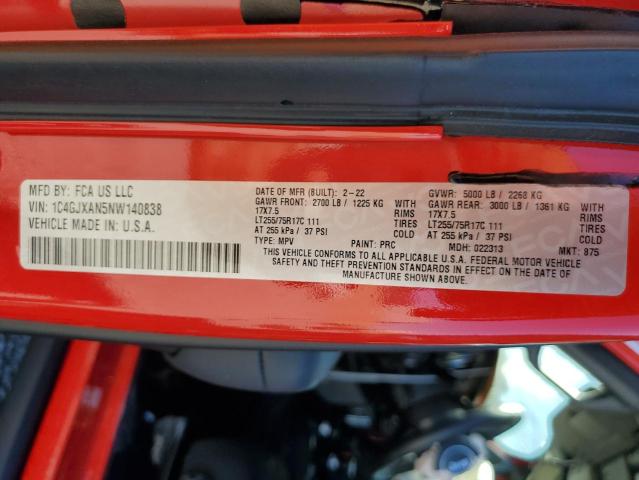 MFD BY: FCA US LLC
VIN: 1C4GJXAN5NW140838
VEHICLE MADE IN: U.S.A.
DATE OF MFR (BUILT): 2-22
GAWR FRONT: 2700 LB / 1225 KG WITH
17X7.5 RIMS
LT255/75R17C 111 TIRES
AT 255 kPa / 37 PSI COLD
GVWR: 5000 LB / 2268 KG
GAWR REAR: 3000 LB / 1361 KG WITH
17X7.5 RIMS
LT255/75R17C 111 TIRES
AT 255 kPa / 37 PSI COLD
TYPE: MPV PAINT: PRC MDH: 022313 MKT: 875
THIS VEHICLE CONFORMS TO ALL APPLICABLE U.S.A. FEDERAL MOTOR VEHICLE
SAFETY AND THEFT PREVENTION STANDARDS IN EFFECT ON THE DATE OF
MANUFACTURE SHOWN ABOVE.